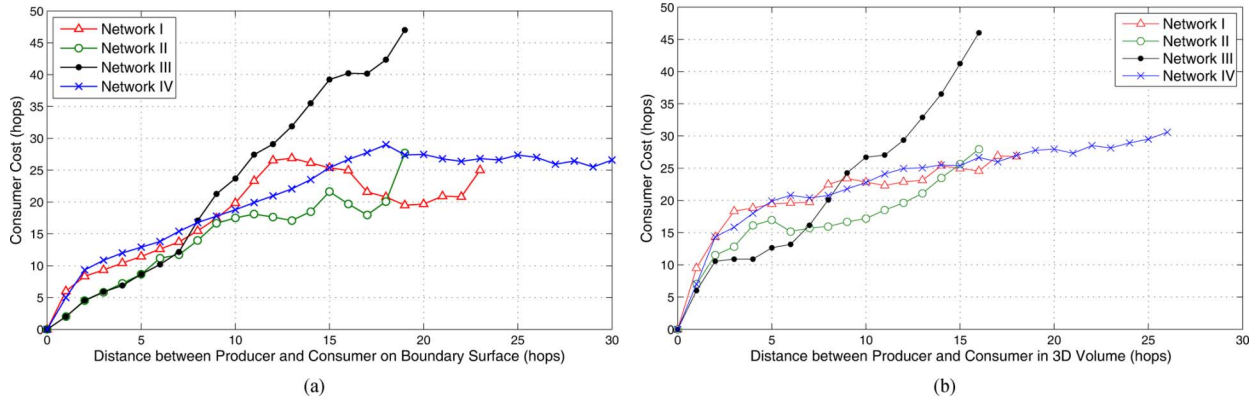 50
45
40
35
30
25
20
15
10
5
0
Consumer Cost (hops)
Network I
Network II
Network III
Network IV
0 5 10 15 20 25 30
Distance between Producer and Consumer on Boundary Surface (hops)
(a)
50
45
40
35
30
25
20
15
10
5
0
Consumer Cost (hops)
Network I
Network II
Network III
Network IV
0 5 10 15 20 25 30
Distance between Producer and Consumer in 3D Volume (hops)
(b)